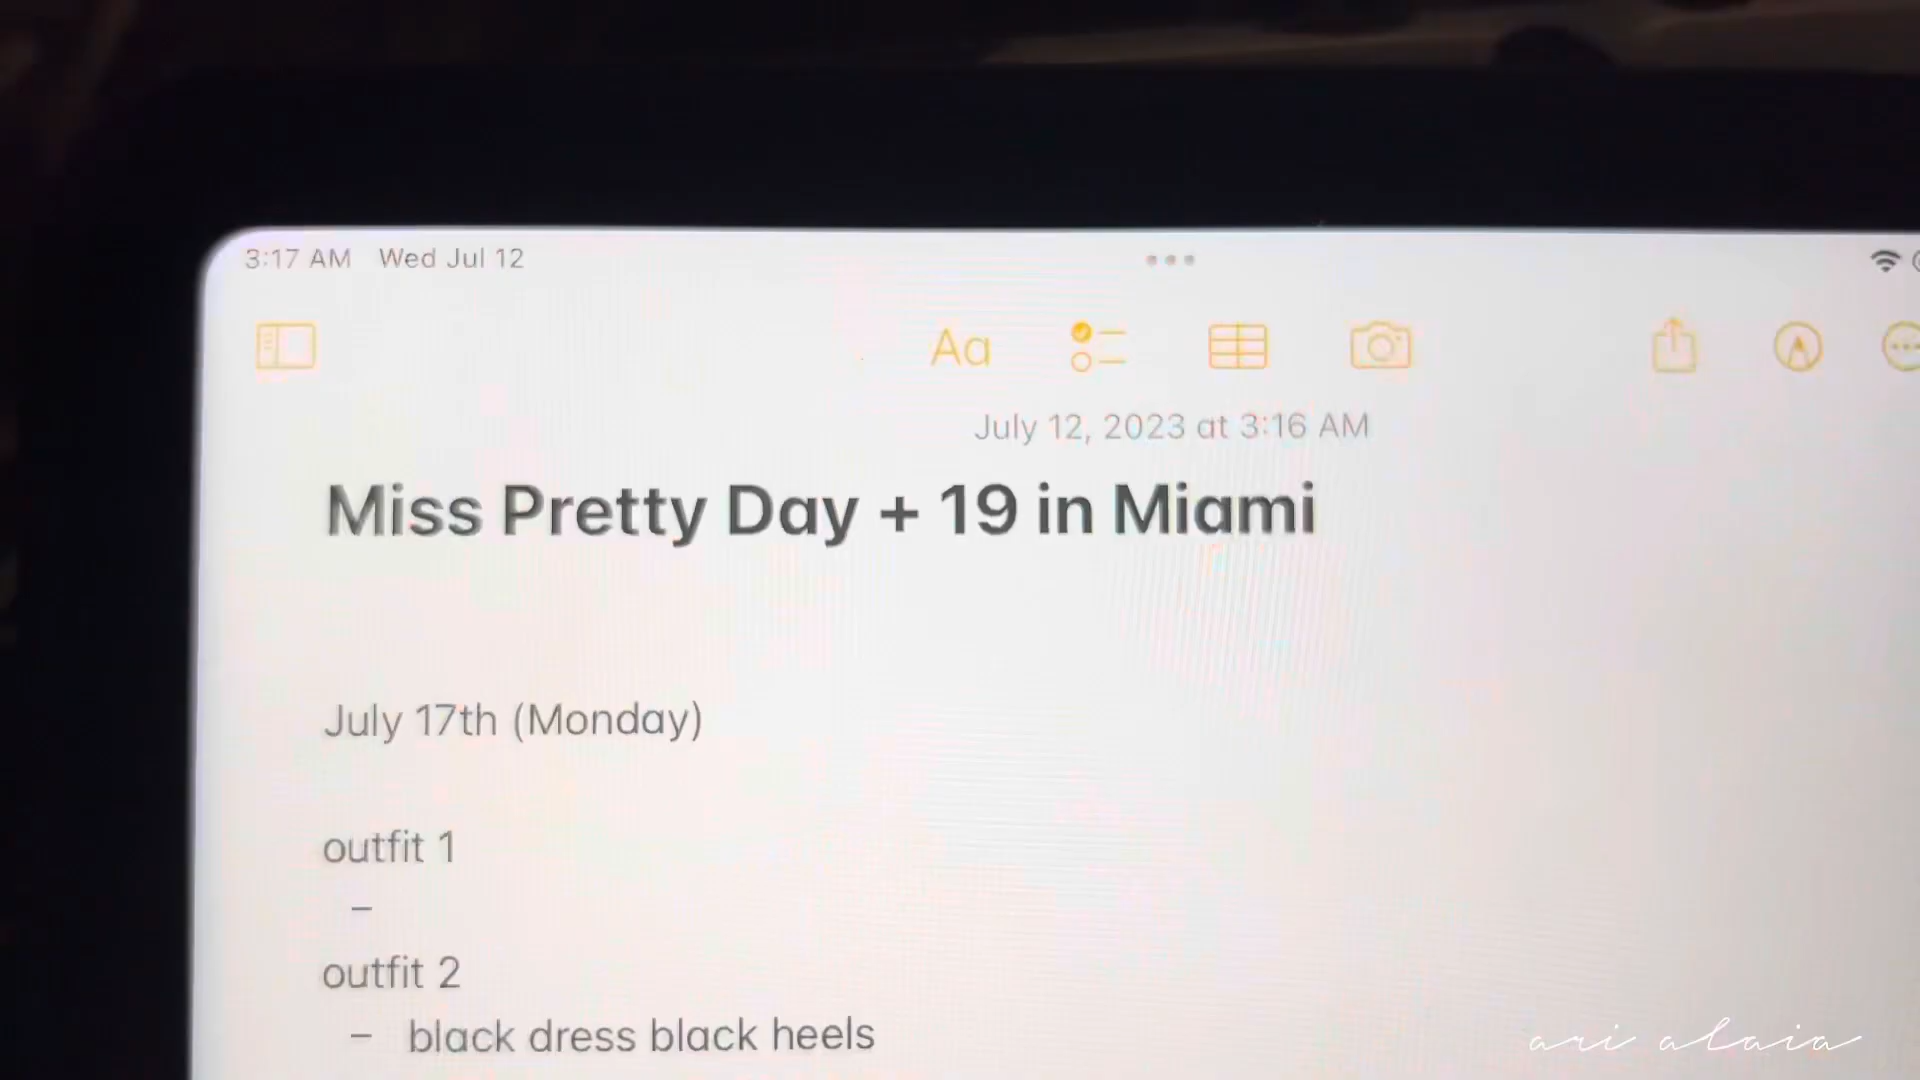 3:17 AM Wed Jul 12
Aa
July 12, 2023 at 3:16 AM
Miss Pretty Day + 19 in Miami
July 17th (Monday)
outfit 1
–
outfit 2
– black dress black heels
ari alaia